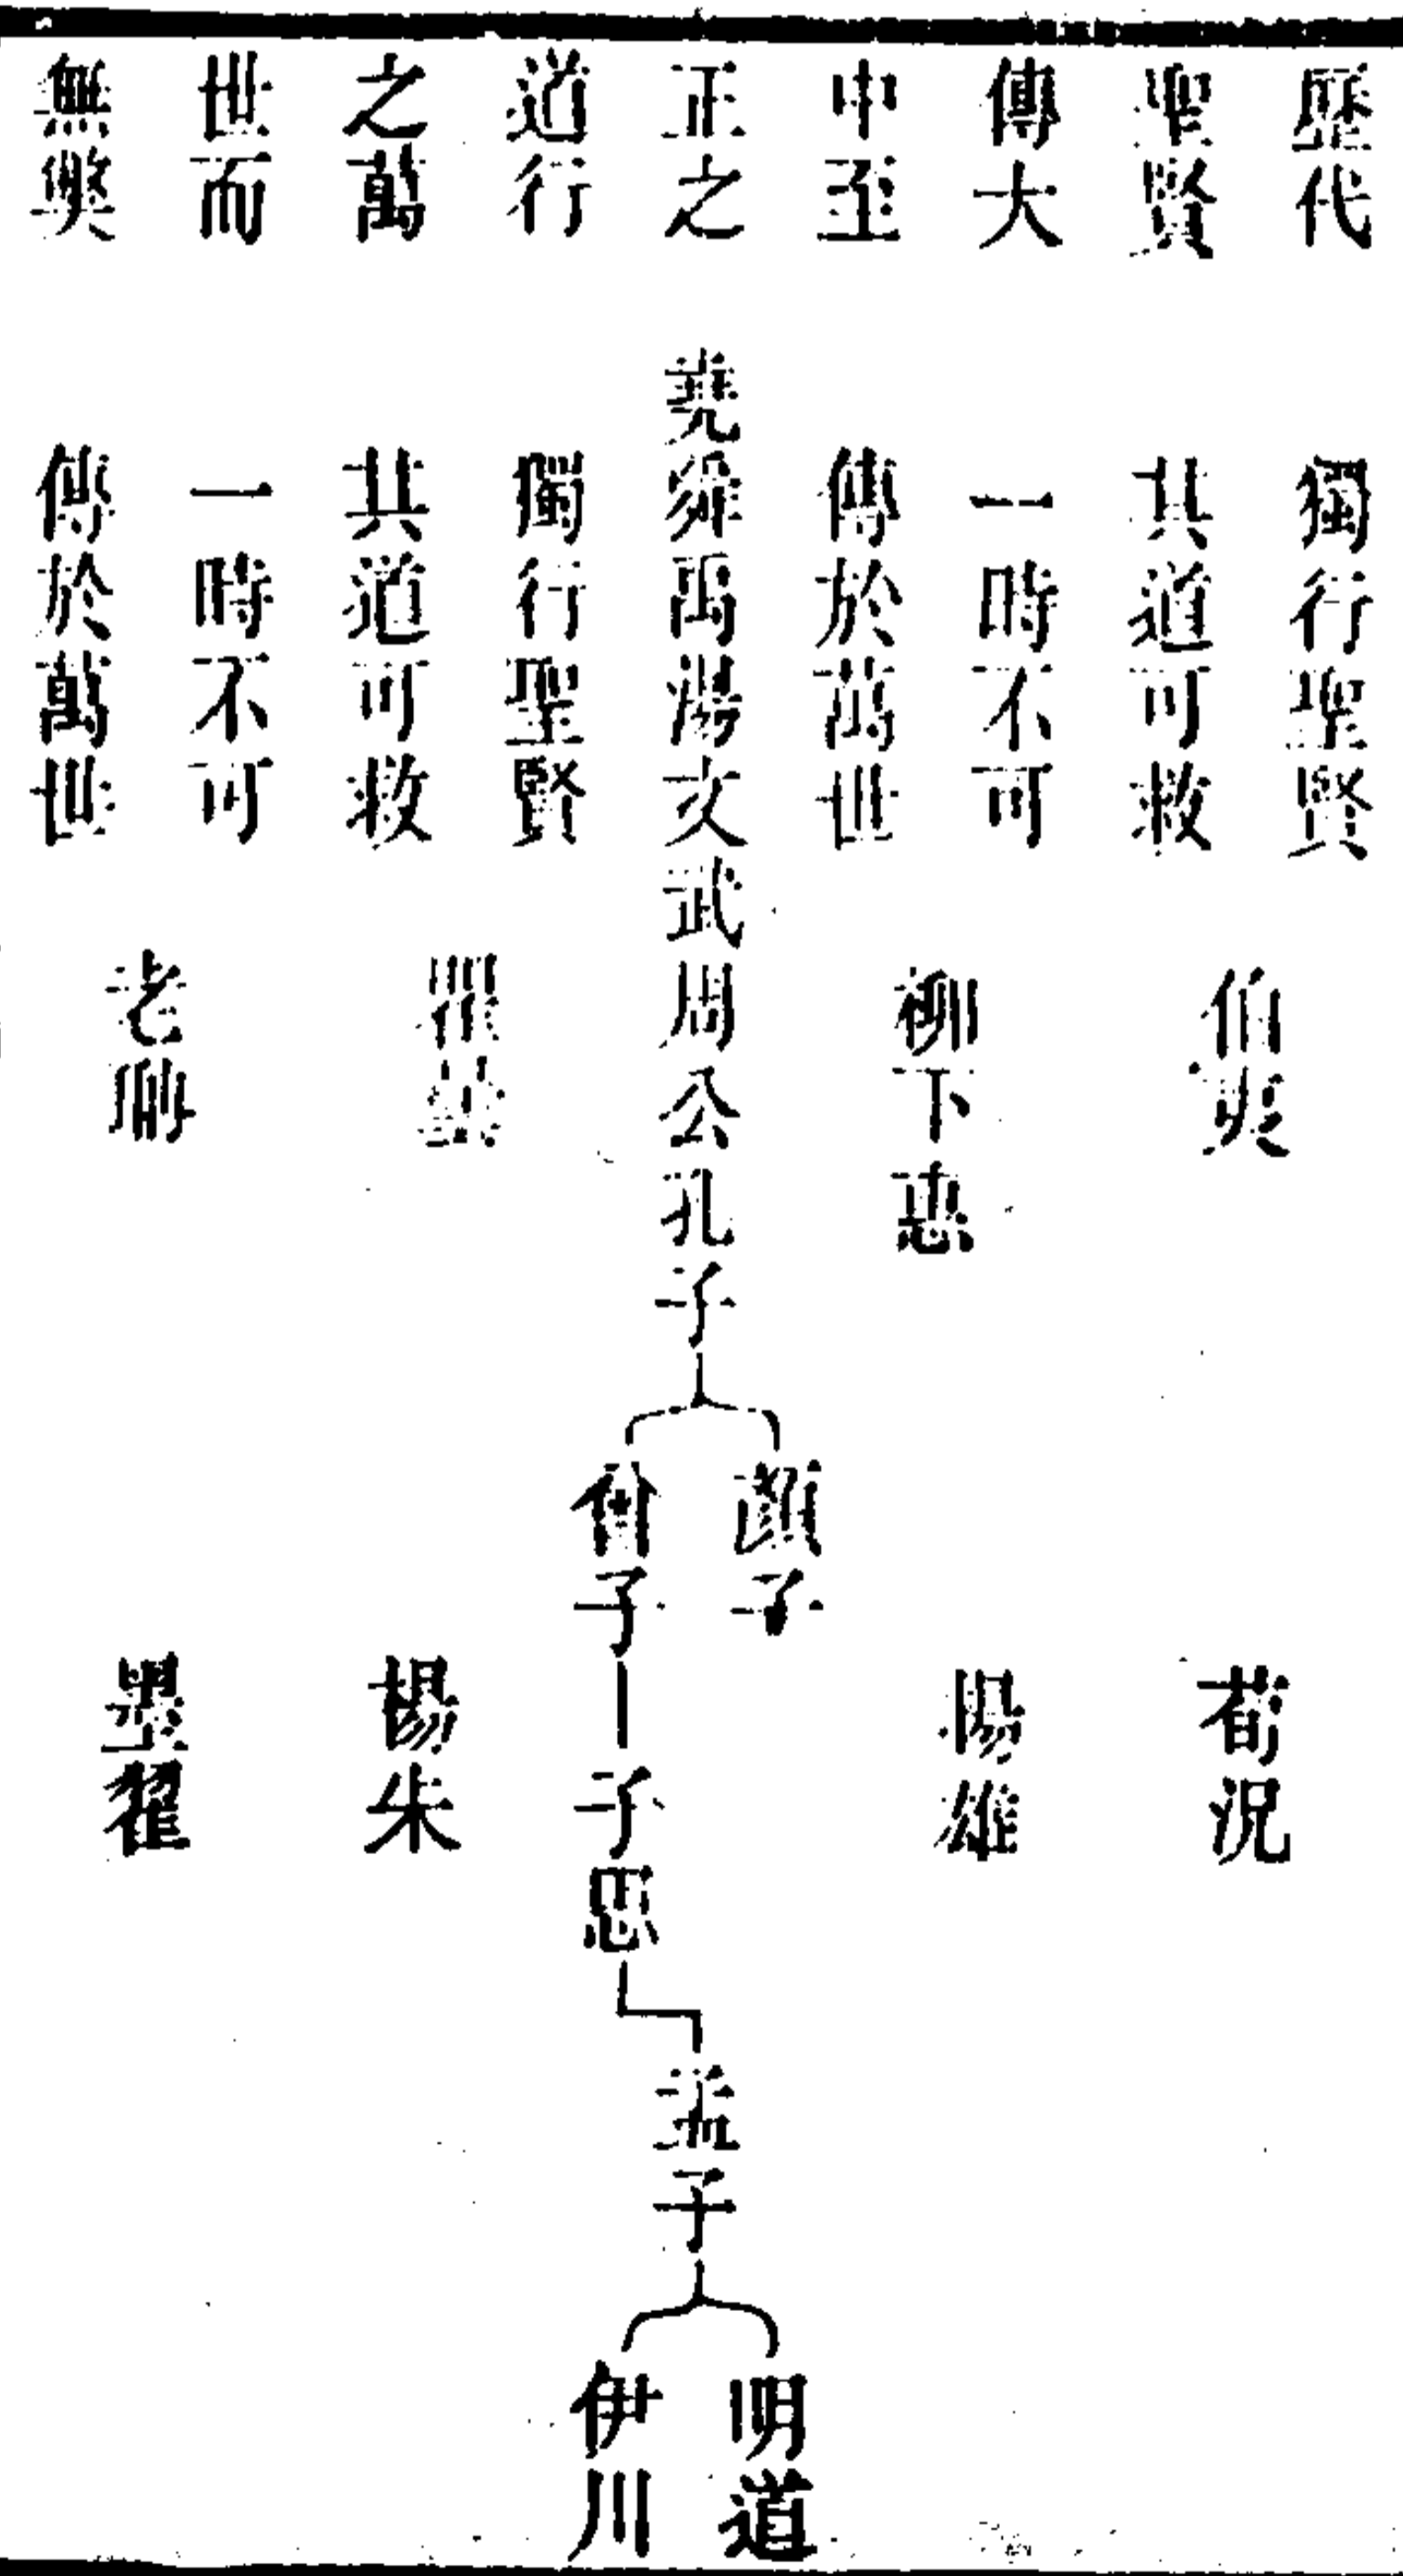 歷代
聖賢
傳大
中至
正之
道行
之萬
世而
無獘
獨行聖賢
其道可救
一時不可
傳於萬世
堯舜禹湯文武周公孔子
獨行聖賢
其道可救
一時不可
傳於萬世
伯夷
柳下惠
瞿曇
老聃
顏子
曾子
子思
荀況
揚雄
楊朱
墨翟
孟子
明道
伊川